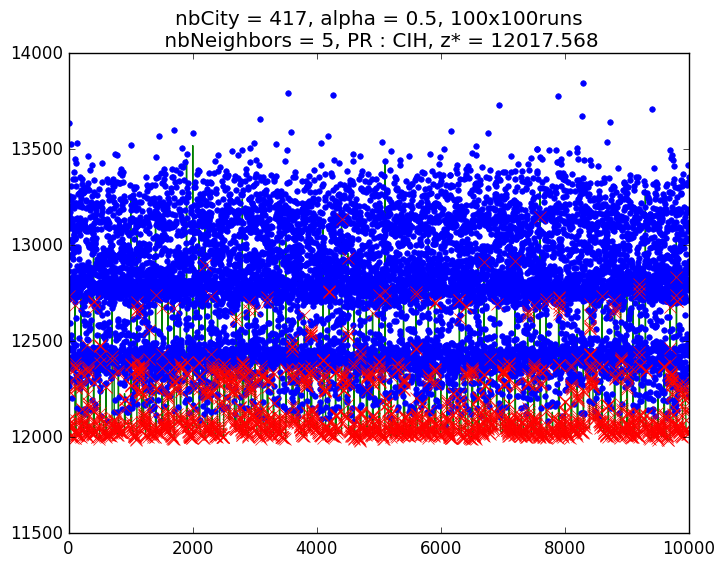 nbCity = 417, alpha = 0.5, 100x100runs
nbNeighbors = 5, PR : CIH, z* = 12017.568
14000
13500
13000
12500
12000
11500
0 2000 4000 6000 8000 10000